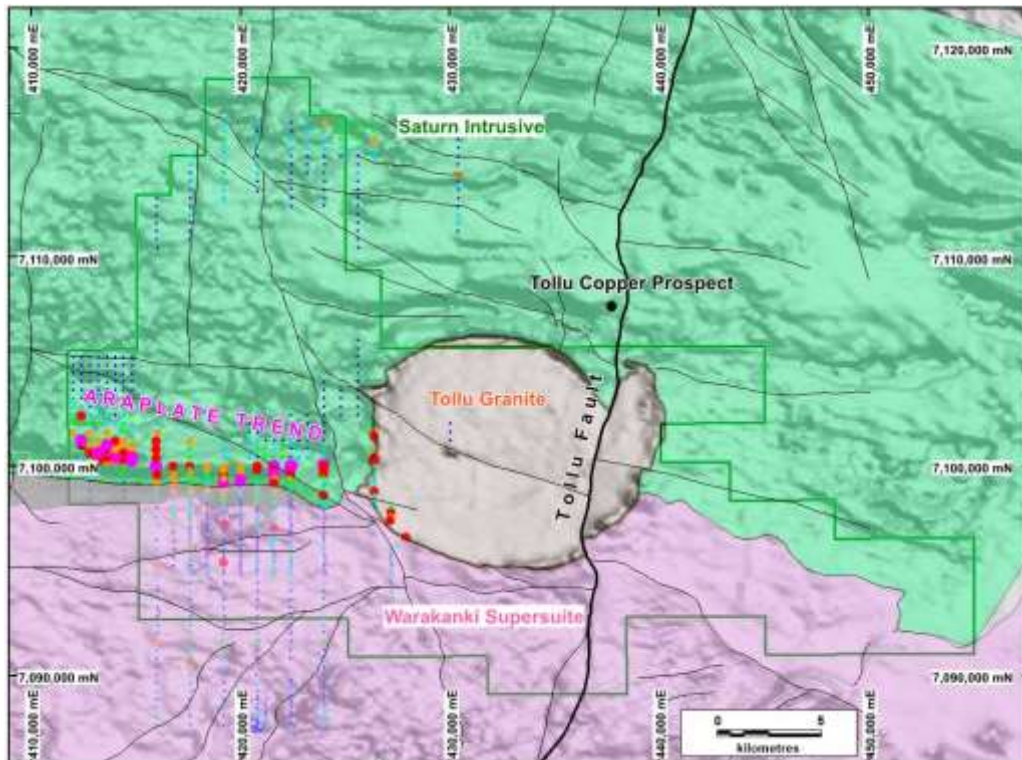 410,000 mE
420,000 mE
430,000 mE
440,000 mE
450,000 mE
7,120,000 mN
Saturn Intrusive
7,110,000 mN
7,110,000 mN
Tollu Copper Prospect
ARAPLATE TREND
Tollu Granite
Tollu Fault
7,100,000 mN
7,100,000 mN
Warakanki Supersuite
7,090,000 mN
7,090,000 mN
410,000 mE
420,000 mE
430,000 mE
440,000 mE
450,000 mE
0 5
kilometres